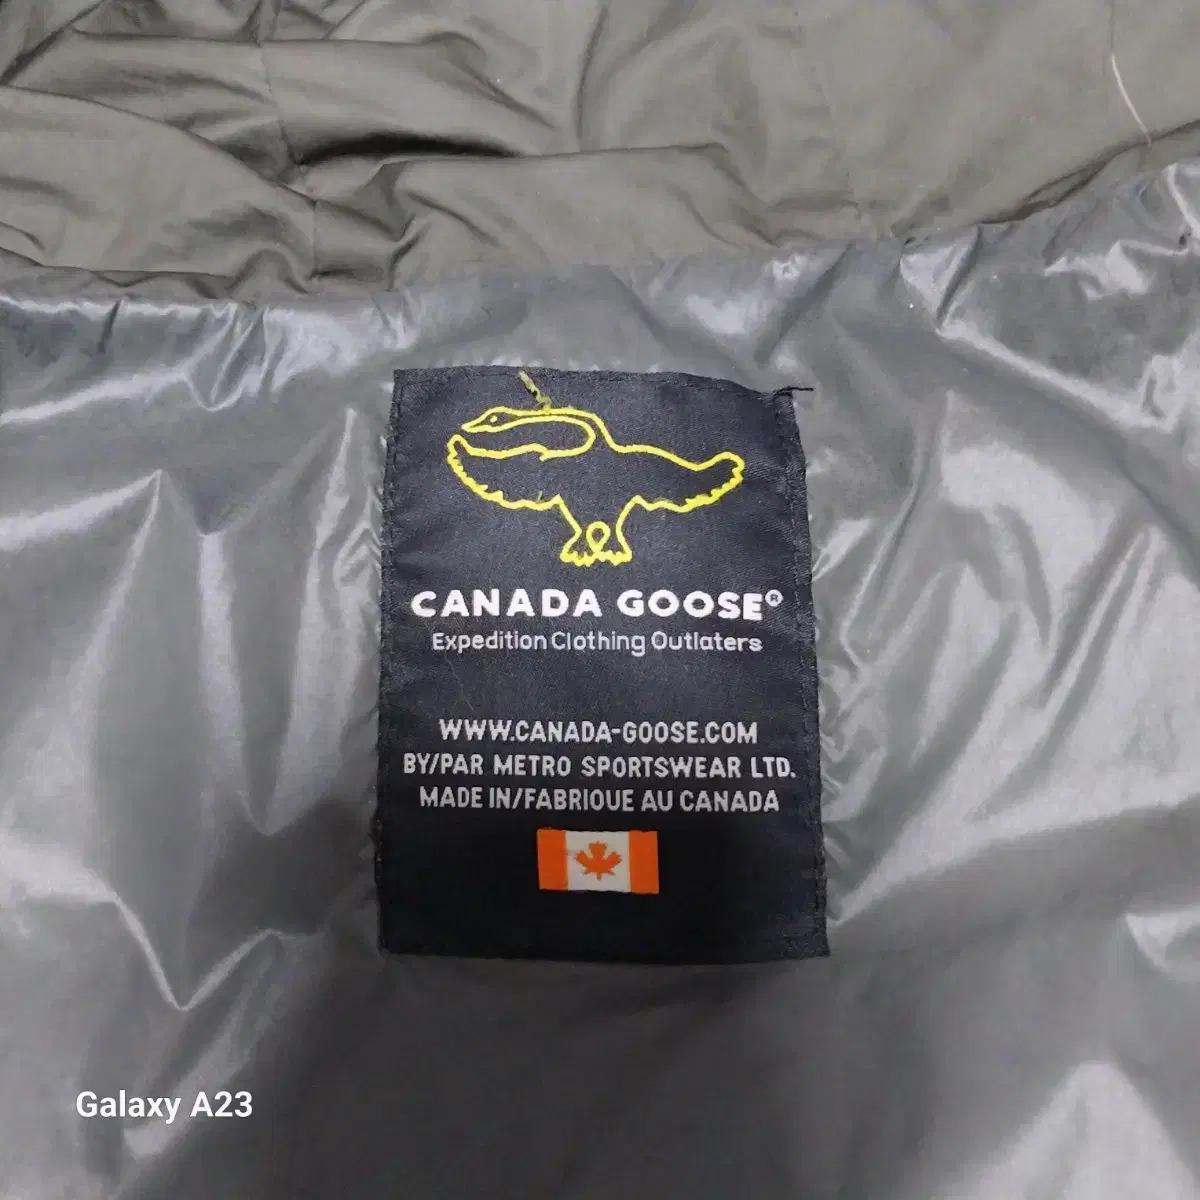 CANADA GOOSE®
Expedition Clothing Outlaters
WWW.CANADA-GOOSE.COM
BY/PAR METRO SPORTSWEAR LTD.
MADE IN/FABRIOUE AU CANADA
Galaxy A23